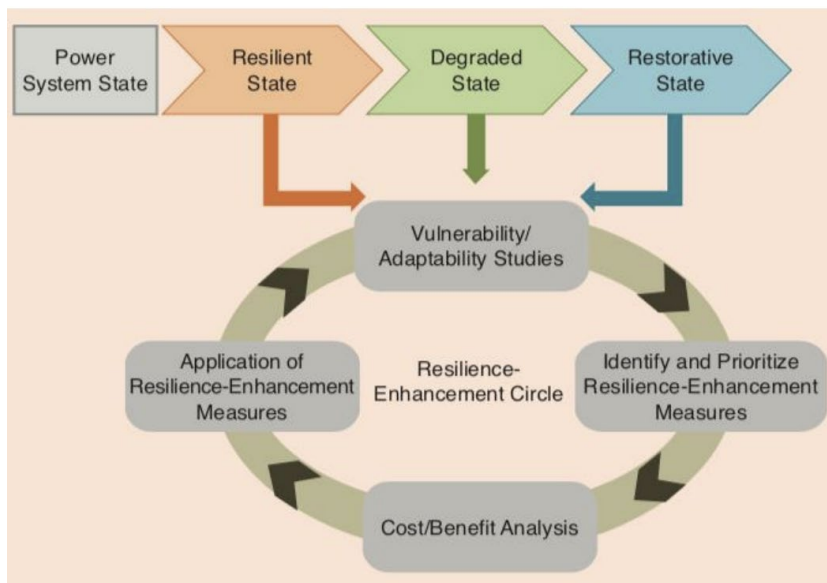 Power
System State
Resilient
State
Degraded
State
Restorative
State
Vulnerability/
Adaptability Studies
Application of
Resilience-Enhancement
Measures
Resilience-
Enhancement Circle
Identify and Prioritize
Resilience-Enhancement
Measures
Cost/Benefit Analysis